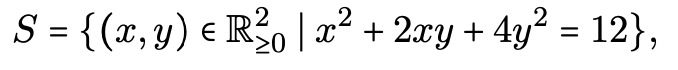 S = {(x, y) ∈ ℝ²≥0 | x² + 2xy + 4y² = 12},